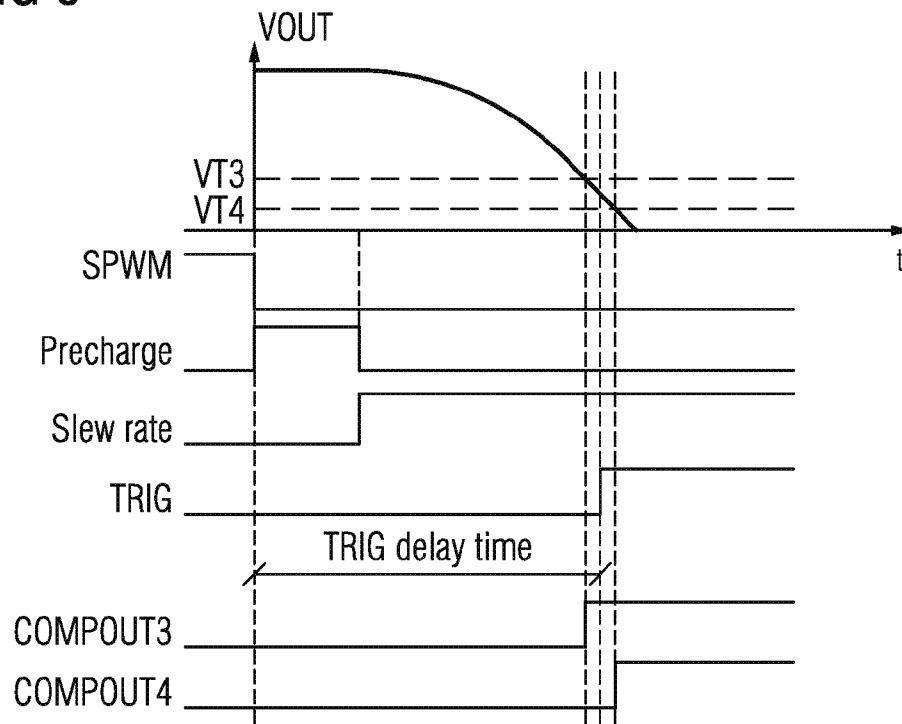 VOUT
VT3
VT4
t
SPWM
Precharge
Slew rate
TRIG
TRIG delay time
COMPOUT3
COMPOUT4